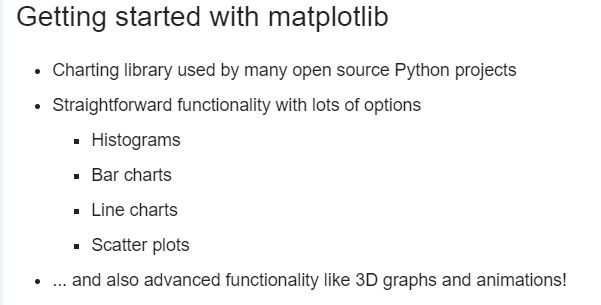 Getting started with matplotlib
Charting library used by many open source Python projects
Straightforward functionality with lots of options
Histograms
Bar charts
Line charts
Scatter plots
... and also advanced functionality like 3D graphs and animations!